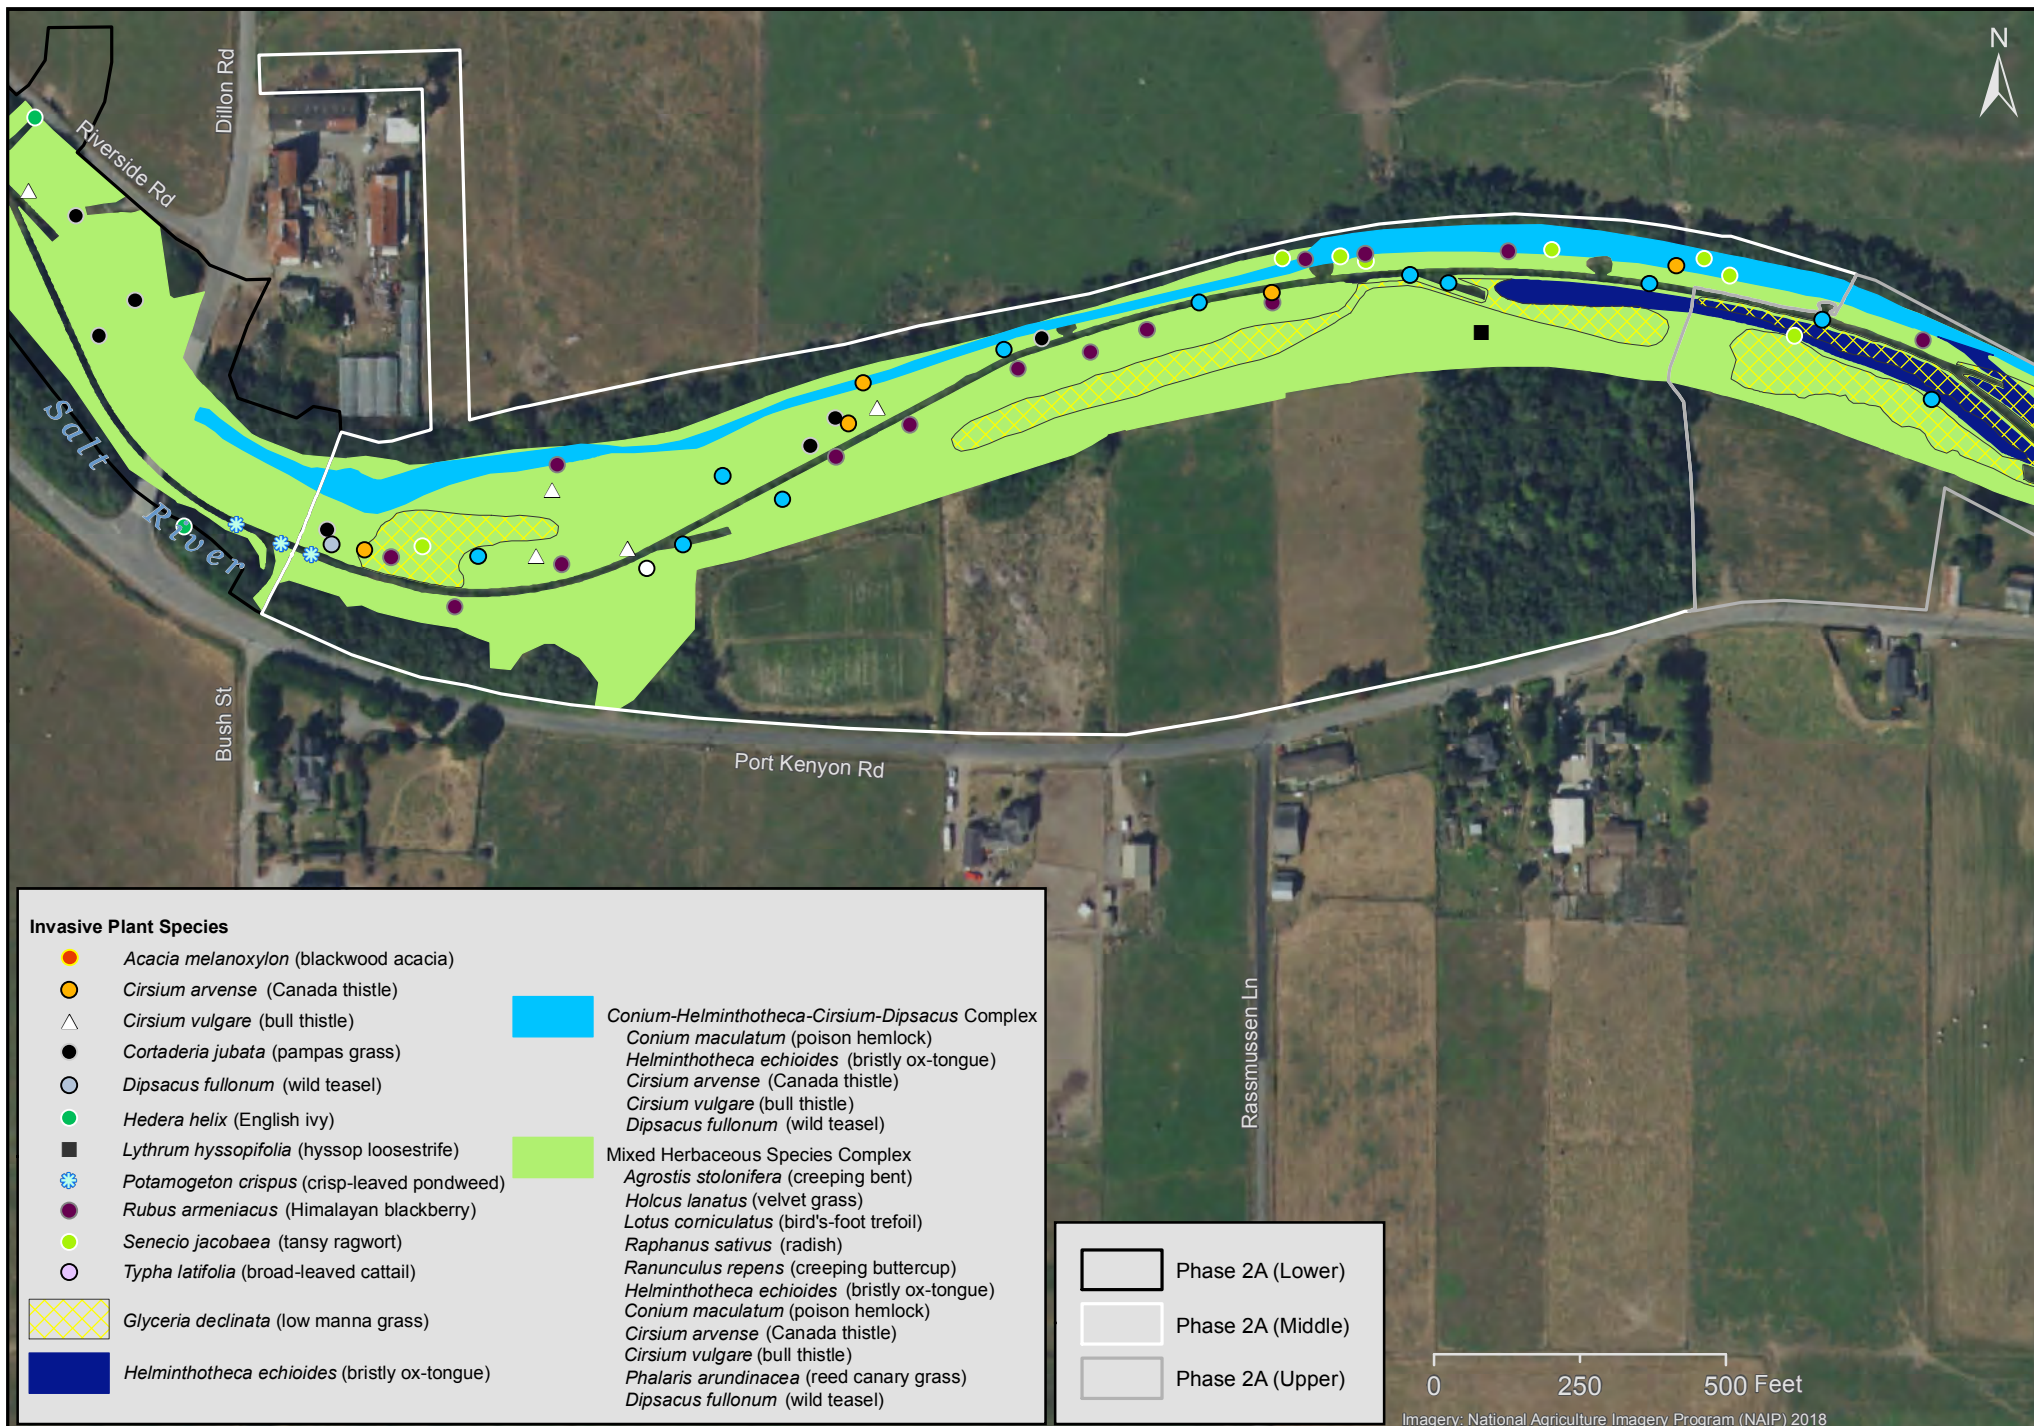 N
Dillon Rd
Riverside Rd
Salt River
Bush St
Port Kenyon Rd
Rassmussen Ln
Invasive Plant Species
Acacia melanoxylon (blackwood acacia)
Cirsium arvense (Canada thistle)
Cirsium vulgare (bull thistle)
Cortaderia jubata (pampas grass)
Dipsacus fullonum (wild teasel)
Hedera helix (English ivy)
Lythrum hyssopifolia (hyssop loosestrife)
Potamogeton crispus (crisp-leaved pondweed)
Rubus armeniacus (Himalayan blackberry)
Senecio jacobaea (tansy ragwort)
Typha latifolia (broad-leaved cattail)
Glyceria declinata (low manna grass)
Helminthotheca echioides (bristly ox-tongue)
Conium-Helminthotheca-Cirsium-Dipsacus Complex
Conium maculatum (poison hemlock)
Helminthotheca echioides (bristly ox-tongue)
Cirsium arvense (Canada thistle)
Cirsium vulgare (bull thistle)
Dipsacus fullonum (wild teasel)
Mixed Herbaceous Species Complex
Agrostis stolonifera (creeping bent)
Holcus lanatus (velvet grass)
Lotus corniculatus (bird's-foot trefoil)
Raphanus sativus (radish)
Ranunculus repens (creeping buttercup)
Helminthotheca echioides (bristly ox-tongue)
Conium maculatum (poison hemlock)
Cirsium arvense (Canada thistle)
Cirsium vulgare (bull thistle)
Phalaris arundinacea (reed canary grass)
Dipsacus fullonum (wild teasel)
Phase 2A (Lower)
Phase 2A (Middle)
Phase 2A (Upper)
0 250 500 Feet
Imagery: National Agriculture Imagery Program (NAIP) 2018